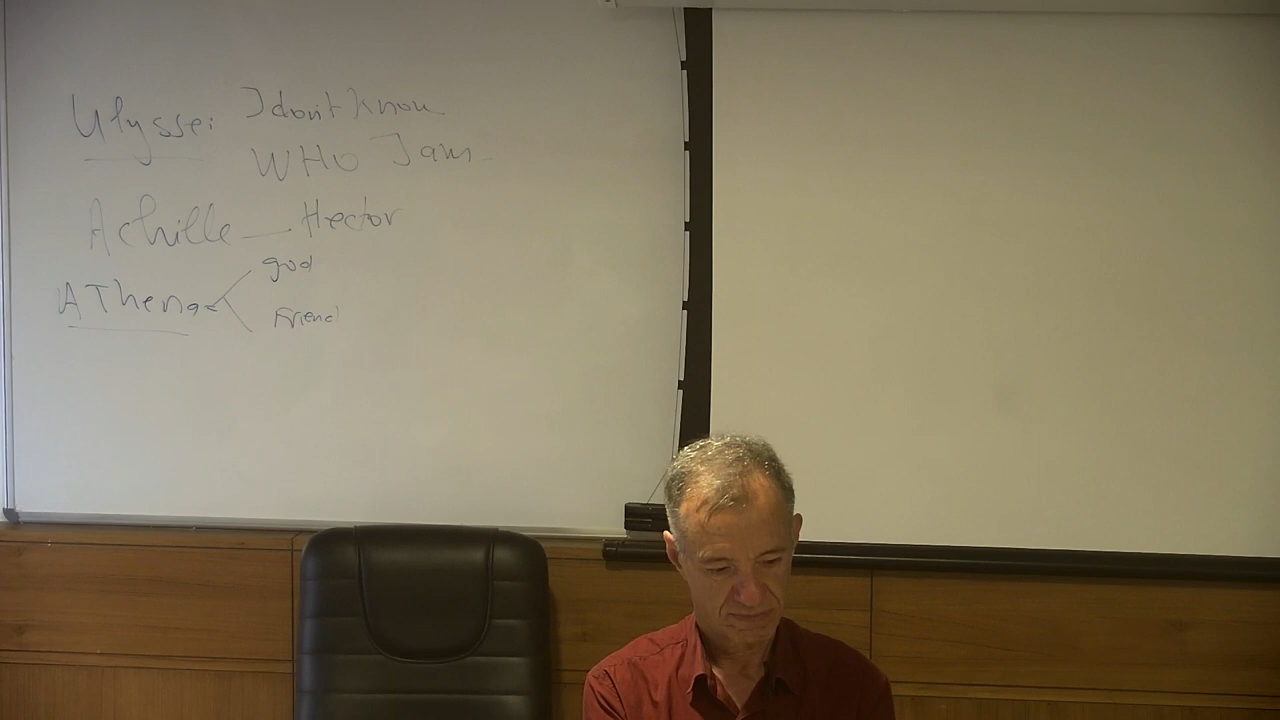 Ulysse: I don't know
WHO I am
Achille — Hector
god
AThena
Friend